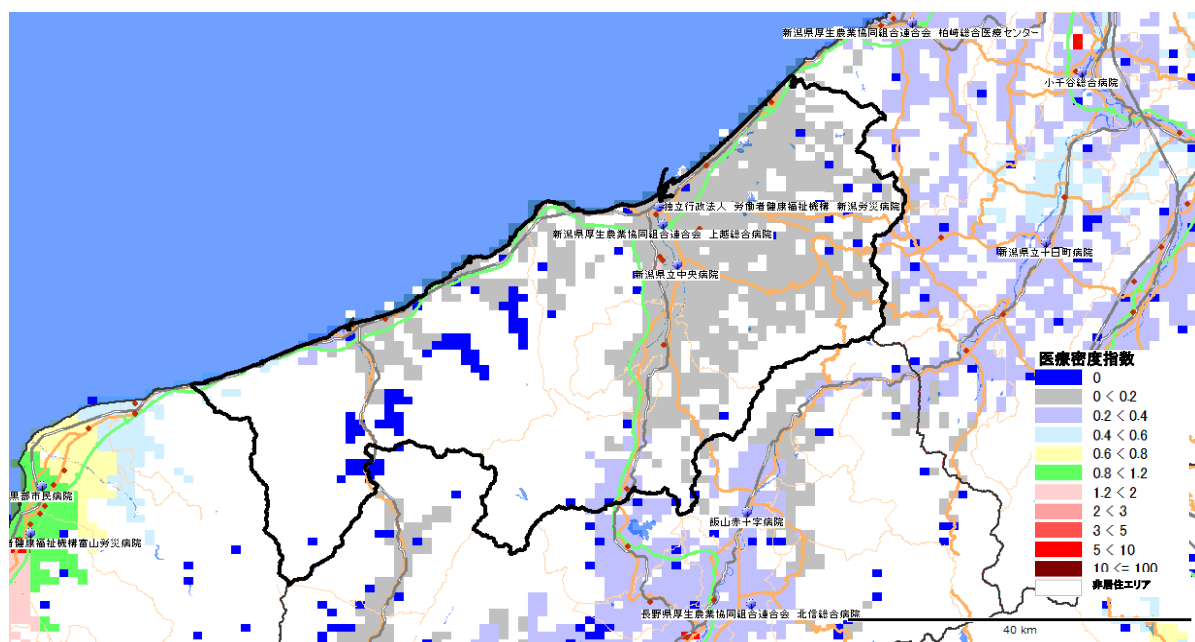 新潟県厚生農業協同組合連合会 柏崎総合医療センター
小千谷総合病院
独立行政法人 労働者健康福祉機構 新潟労災病院
新潟県厚生農業協同組合連合会 上越総合病院
新潟県立十日町病院
新潟県立中央病院
医療密度指数
0
0 < 0.2
0.2 < 0.4
0.4 < 0.6
0.6 < 0.8
0.8 < 1.2
1.2 < 2
2 < 3
3 < 5
5 < 10
10 <= 100
非居住エリア
黒部市民病院
飯山赤十字病院
者健康福祉機構富山労災病院
長野県厚生農業協同組合連合会 北信総合病院
40 km